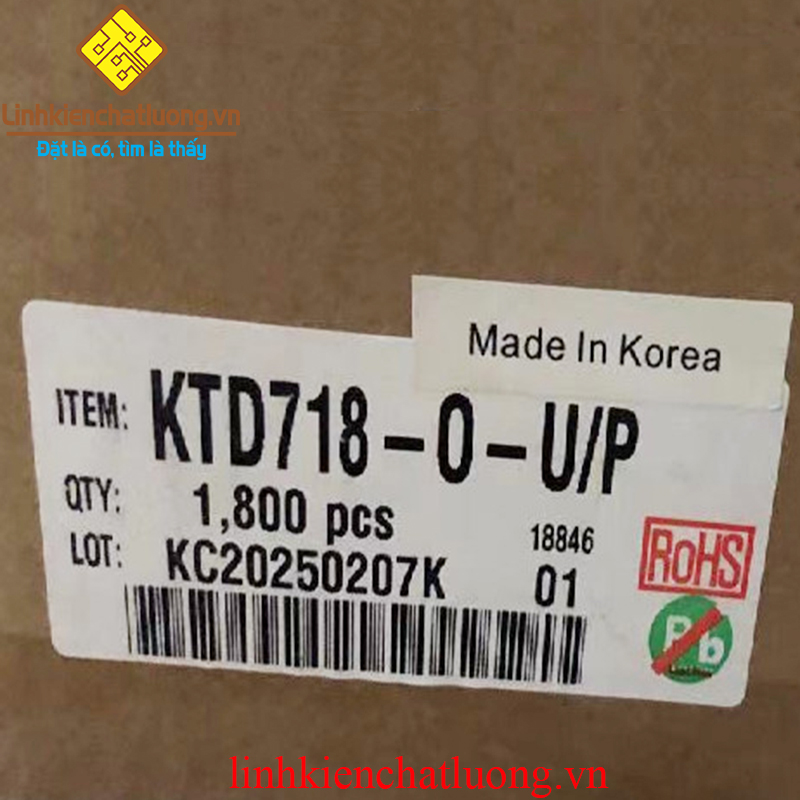 Linhkienchatluong.vn
Đặt là có, tìm là thấy
Made In Korea
ITEM: KTD718-O-U/P
QTY: 1,800 pcs
18846
LOT: KC20250207K 01
RoHS
Pb
linhkienchatluong.vn